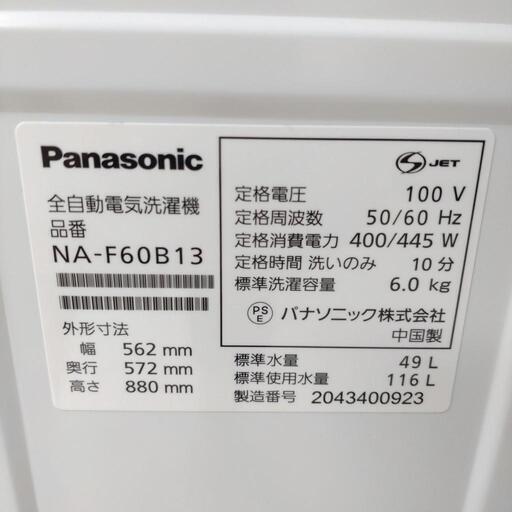 Panasonic
全自動電気洗濯機
品番
NA-F60B13
外形寸法
幅 562 mm
奥行 572 mm
高さ 880 mm
S JET
定格電圧 100 V
定格周波数 50/60 Hz
定格消費電力 400/445 W
定格時間 洗いのみ 10 分
標準洗濯容量 6.0 kg
PSE パナソニック株式会社
中国製
標準水量 49 L
標準使用水量 116 L
製造番号 2043400923